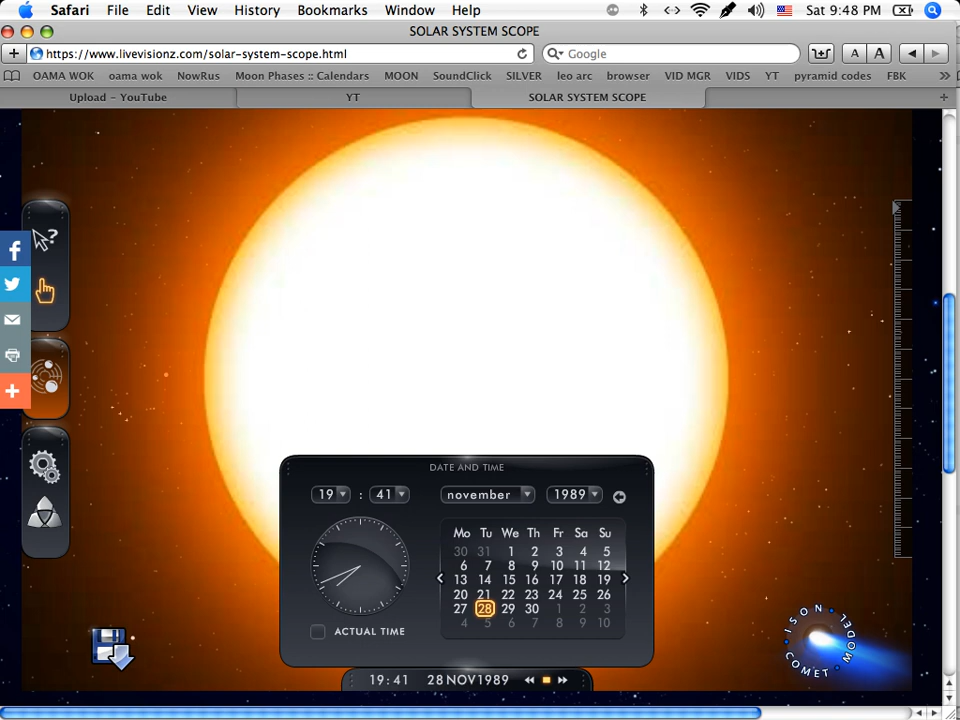 Safari File Edit View History Bookmarks Window Help Sat 9:48 PM
SOLAR SYSTEM SCOPE
https://www.livevisionz.com/solar-system-scope.html Google A A
OAMA WOK oama wok NowRus Moon Phases :: Calendars MOON SoundClick SILVER leo arc browser VID MGR VIDS YT pyramid codes FBK
Upload – YouTube YT SOLAR SYSTEM SCOPE
DATE AND TIME
19 : 41 november 1989
Mo Tu We Th Fr Sa Su
30 31 1 2 3 4 5
6 7 8 9 10 11 12
13 14 15 16 17 18 19
20 21 22 23 24 25 26
27 28 29 30 1 2 3
4 5 6 7 8 9 10
ACTUAL TIME
19:41 28NOV1989
ISON
COMET
MODEL